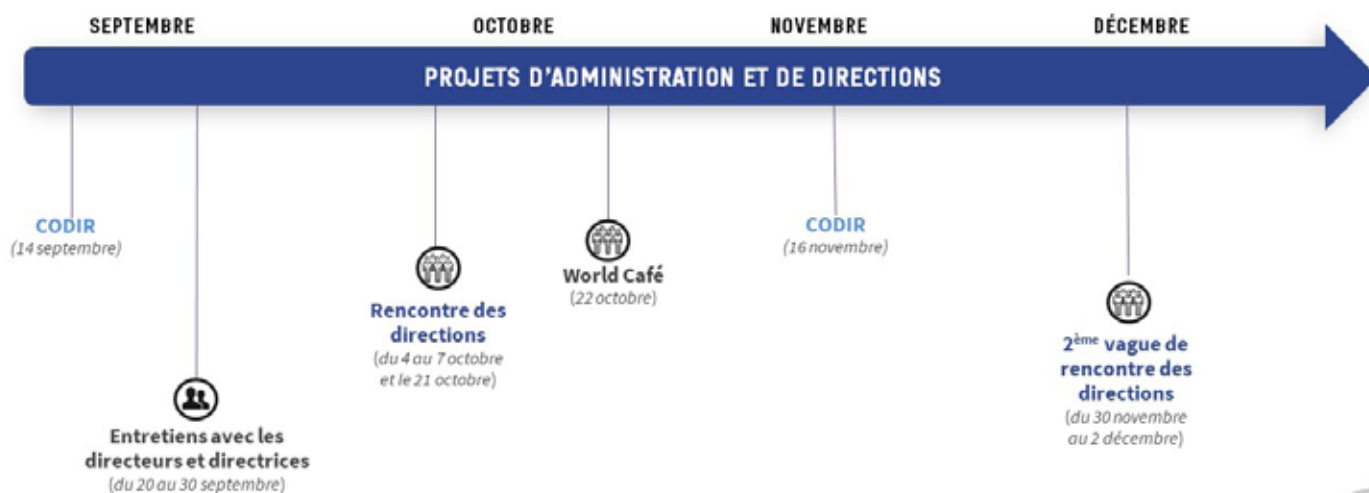 SEPTEMBRE
OCTOBRE
NOVEMBRE
DÉCEMBRE
PROJETS D'ADMINISTRATION ET DE DIRECTIONS
CODIR
(14 septembre)
Entretiens avec les
directeurs et directrices
(du 20 au 30 septembre)
Rencontre des
directions
(du 4 au 7 octobre
et le 21 octobre)
World Café
(22 octobre)
CODIR
(16 novembre)
2ème vague de
rencontre des
directions
(du 30 novembre
au 2 décembre)